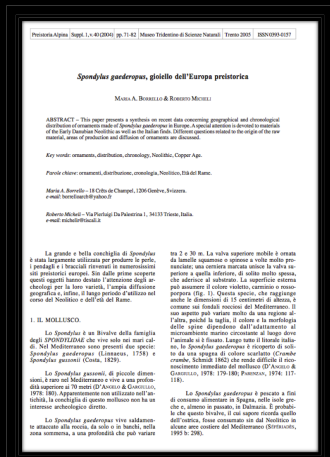 Preistoria Alpina | Suppl. 1, v. 40 (2004) | pp. 71-82 | Museo Tridentino di Scienze Naturali | Trento 2005 | ISSN 0393-0157
Spondylus gaederopus, gioiello dell'Europa preistorica
MARIA A. BORRELLO & ROBERTO MICHELI
ABSTRACT – This paper presents a synthesis on recent data concerning geographical and chronological
distribution of ornaments made of Spondylus gaederopus in Europe. A special attention is devoted to materials
of the Early Danubian Neolithic as well as the Italian finds. Different questions related to the origin of the raw
material, areas of production and diffusion of ornaments are discussed.
Key words: ornaments, distribution, chronology, Neolithic, Copper Age.
Parole chiave: ornamenti, distribuzione, cronologia, Neolitico, Età del Rame.
Maria A. Borrello - 18 Crêts de Champel, 1206 Genève, Svizzera.
e-mail: borrelloarch@yahoo.fr
Roberto Micheli - Via Pierluigi Da Palestrina 1, 34133 Trieste, Italia.
e-mail: micheler@tiscali.it
La grande e bella conchiglia di Spondylus
è stata largamente utilizzata per produrre le perle,
i pendagli e i bracciali rinvenuti in numerosissimi
siti preistorici europei. Sin dalle prime scoperte
questi oggetti hanno destato l'attenzione degli ar-
cheologi per la loro varietà, l'ampia diffusione
geografica e, infine, il lungo periodo d'utilizzo nel
corso del Neolitico e dell'età del Rame.
1. IL MOLLUSCO.
Lo Spondylus è un Bivalve della famiglia
degli SPONDYLIDAE che vive solo nei mari cal-
di. Nel Mediterraneo sono presenti due specie:
Spondylus gaederopus (Linnaeus, 1758) e
Spondylus gussonii (Costa, 1829).
Lo Spondylus gussonii, di piccole dimen-
sioni, è raro nel Mediterraneo e vive a una profon-
dità superiore ai 70 metri (D'ANGELO & GARGULLO,
1978: 180). Apparentemente non utilizzato nell'an-
tichità, la conchiglia di questo mollusco non ha un
interesse archeologico diretto.
Lo Spondylus gaederopus vive saldamen-
te attaccato alla roccia, da solo o in banchi, nella
zona sommersa, a una profondità che può variare
tra 2 e 30 m. La valva superiore mobile è ornata
da lamelle squamose e spinose a volte molto pro-
nunciate; una cerniera marcata unisce la valva su-
periore a quella inferiore, di solito molto spessa,
che aderisce al substrato. La superficie esterna
può assumere il colore violetto, carminio o rosso-
porpora (fig. 1). Questa specie, che raggiunge
anche le dimensioni di 15 centimetri di altezza, è
comune sui fondali rocciosi del Mediterraneo. Il
suo aspetto può variare molto da una regione al-
l'altra, poiché la taglia, il colore e la morfologia
delle spine dipendono dall'adattamento al
microambiente marino circostante al luogo dove
l'animale si è fissato. Lungo tutto il litorale italia-
no, lo Spondylus gaederopus è ricoperto di soli-
to da una spugna di colore scarlatto (Crambe
crambe, Schmidt 1862) che rende difficile il rico-
noscimento immediato del mollusco (D'ANGELO &
GARGULLO, 1978: 179-180; PARENZAN, 1974: 117-
118).
Lo Spondylus gaederopus è pescato a fini
di consumo alimentare in Spagna, nelle isole gre-
che e, almeno in passato, in Dalmazia. È probabi-
le che questo bivalve, il cui sapore ricorda quello
dell'ostrica, fosse consumato sin dal Neolitico in
alcune aree costiere del Mediterraneo (SÉFÉRIADÈS,
1995 b: 298).